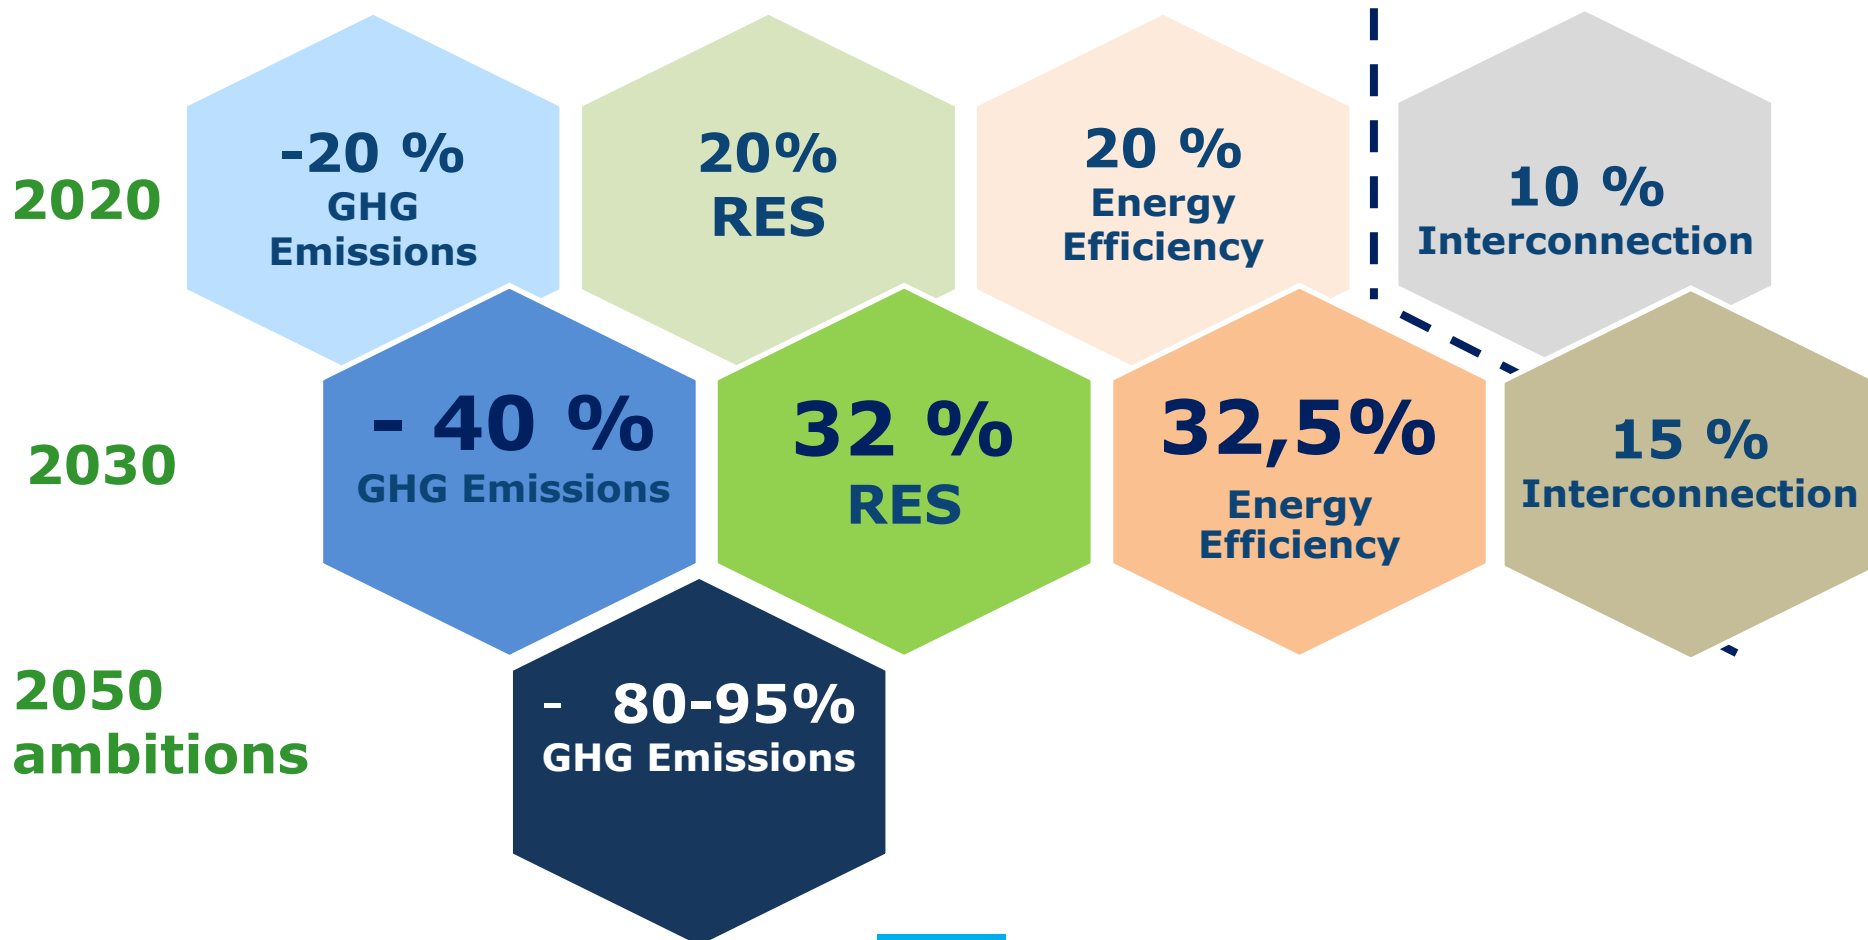 2020
-20 %
GHG
Emissions
20%
RES
20 %
Energy
Efficiency
10 %
Interconnection
2030
- 40 %
GHG Emissions
32 %
RES
32,5%
Energy
Efficiency
15 %
Interconnection
2050
ambitions
- 80-95%
GHG Emissions